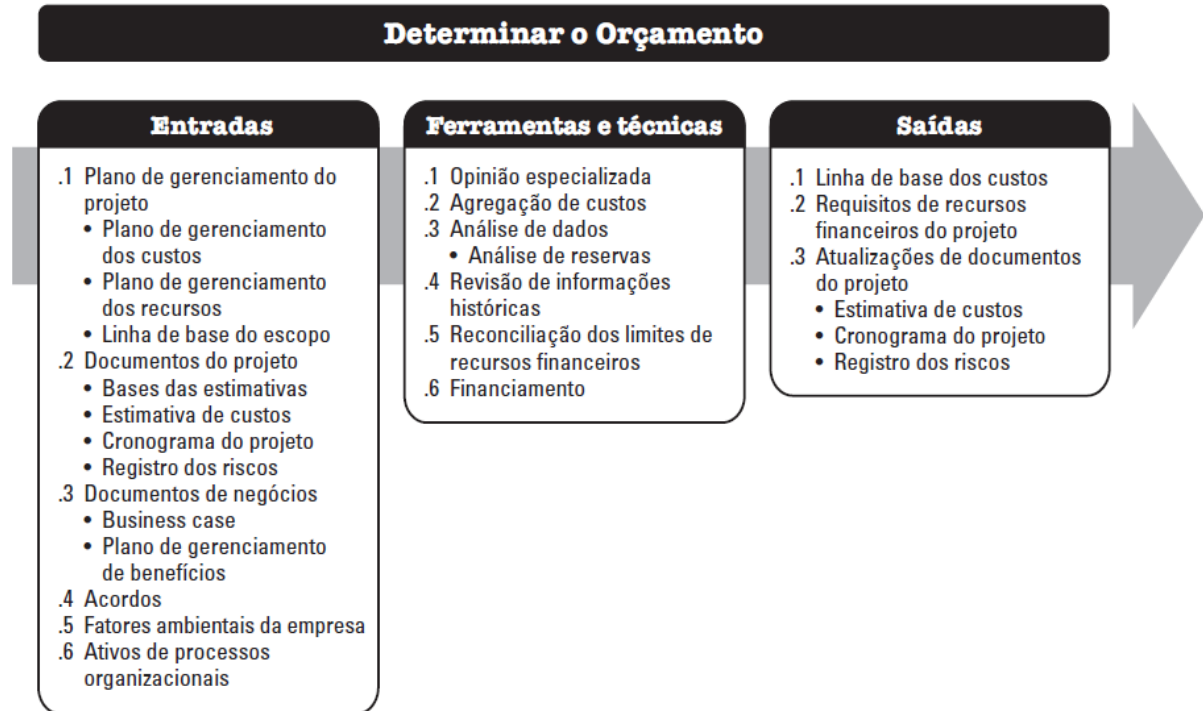 Determinar o Orçamento
Entradas
.1 Plano de gerenciamento do
projeto
• Plano de gerenciamento
dos custos
• Plano de gerenciamento
dos recursos
• Linha de base do escopo
.2 Documentos do projeto
• Bases das estimativas
• Estimativa de custos
• Cronograma do projeto
• Registro dos riscos
.3 Documentos de negócios
• Business case
• Plano de gerenciamento
de benefícios
.4 Acordos
.5 Fatores ambientais da empresa
.6 Ativos de processos
organizacionais
Ferramentas e técnicas
.1 Opinião especializada
.2 Agregação de custos
.3 Análise de dados
• Análise de reservas
.4 Revisão de informações
históricas
.5 Reconciliação dos limites de
recursos financeiros
.6 Financiamento
Saídas
.1 Linha de base dos custos
.2 Requisitos de recursos
financeiros do projeto
.3 Atualizações de documentos
do projeto
• Estimativa de custos
• Cronograma do projeto
• Registro dos riscos